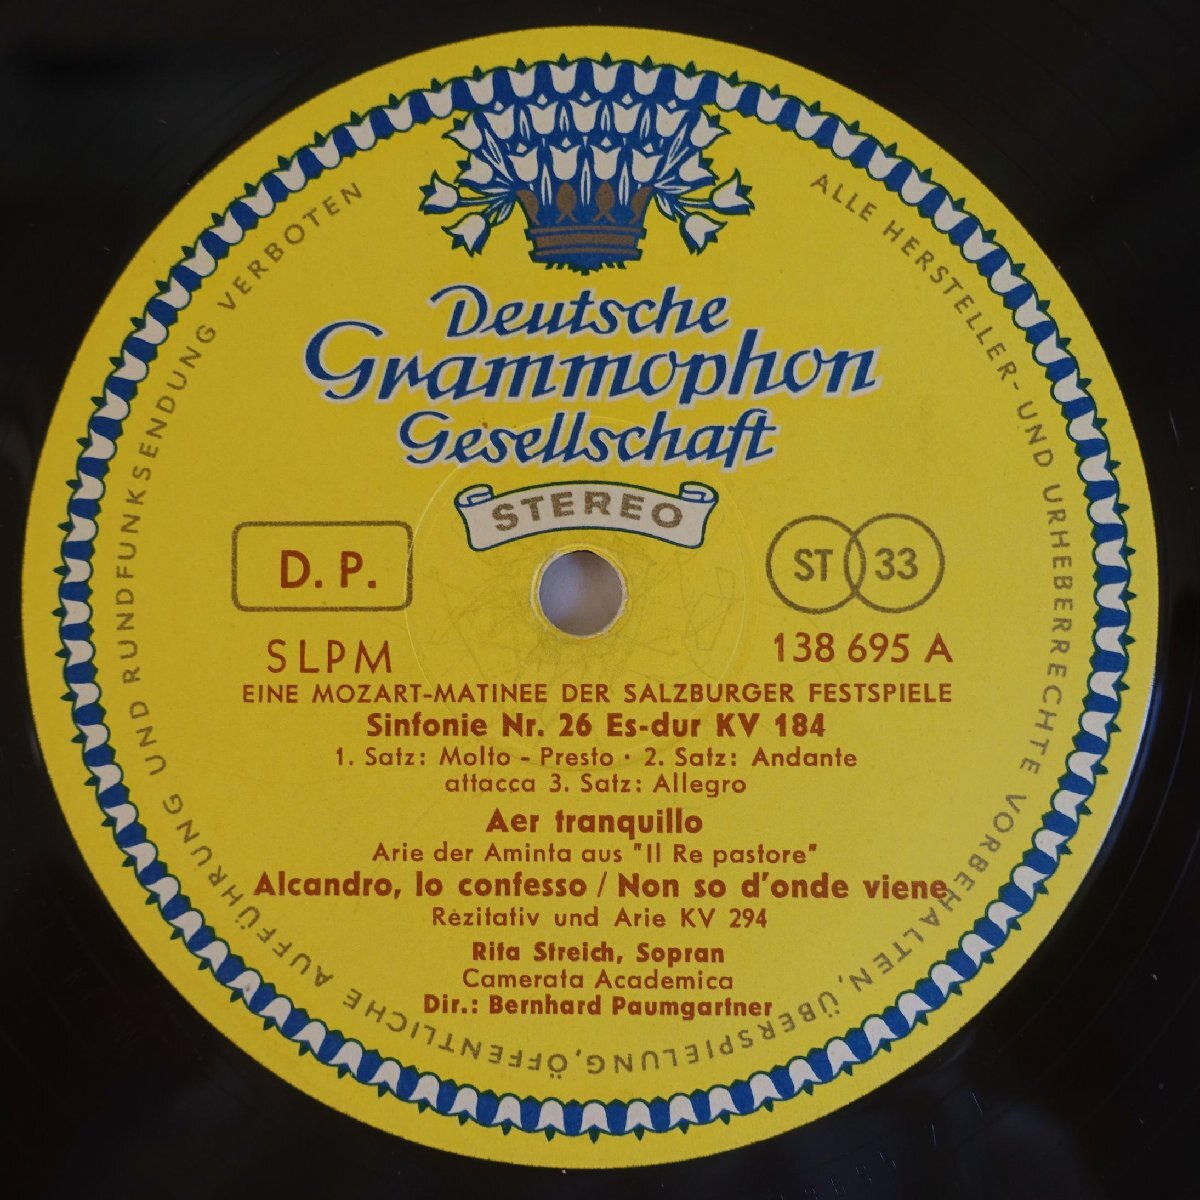 Deutsche
Grammophon
Gesellschaft
STEREO
D. P.
ST 33
SLPM
138 695 A
EINE MOZART-MATINEE DER SALZBURGER FESTSPIELE
Sinfonie Nr. 26 Es-dur KV 184
1. Satz: Molto - Presto · 2. Satz: Andante
attacca 3. Satz: Allegro
Aer tranquillo
Arie der Aminta aus "Il Re pastore"
Alcandro, lo confesso / Non so d'onde viene
Rezitativ und Arie KV 294
Rita Streich, Sopran
Camerata Academica
Dir.: Bernhard Paumgartner
ALLE HERSTELLER- UND URHEBERRECHTE VORBEHALTEN, ÜBERSPIELUNG, ÖFFENTLICHE AUFFÜHRUNG UND RUNDFUNKSENDUNG VERBOTEN